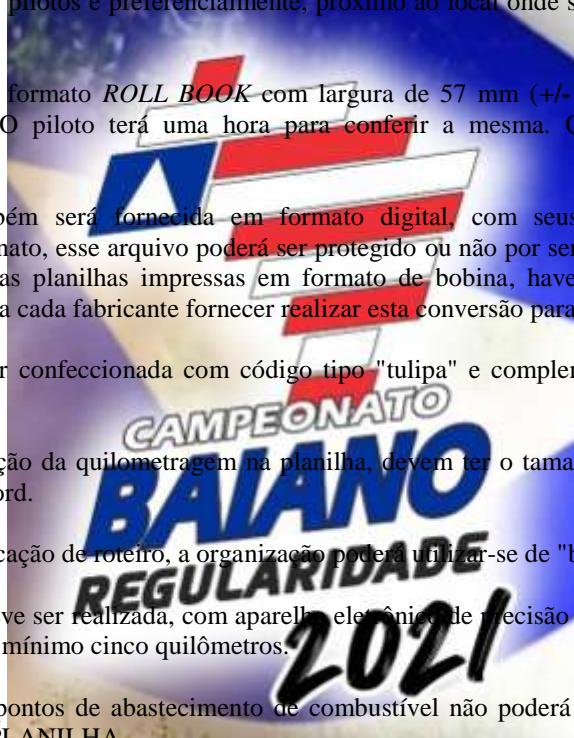 pilotos e preferencialmente, próximo ao local onde s
formato ROLL BOOK com largura de 57 mm (+/-
O piloto terá uma hora para conferir a mesma.
bém será fornecida em formato digital, com seus
nato, esse arquivo poderá ser protegido ou não por sen
as planilhas impressas em formato de bobina, have
a cada fabricante fornecer realizar esta conversão para
r confeccionada com código tipo "tulipa" e complem
CAMPEONATO
ção da quilometragem na planilha, devem ter o tama
ord.
BAIANO
cação de roteiro, a organização poderá utilizar-se de "b
REGULARIDADE
ve ser realizada, com aparelho eletrônico de precisão
mínimo cinco quilômetros.
2021
pontos de abastecimento de combustível não poderá
PLANILHA